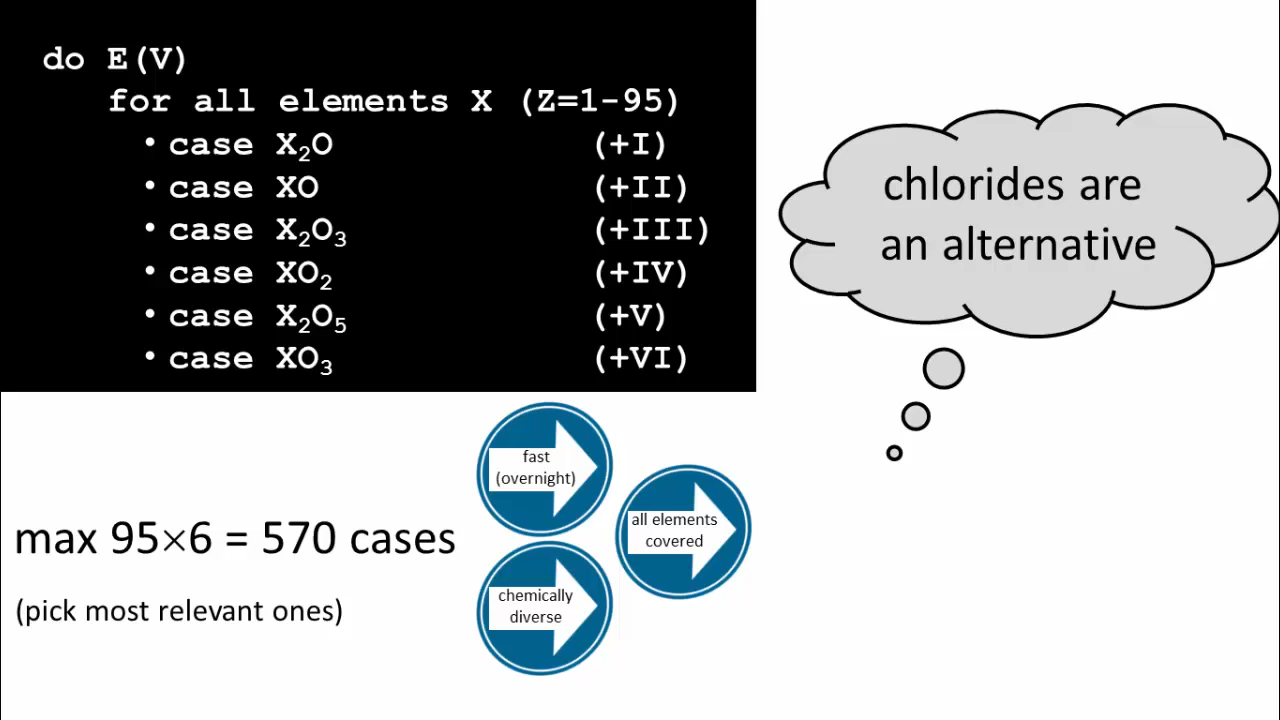 do E(V)
for all elements X (Z=1-95)
• case X₂O (+I)
• case XO (+II)
• case X₂O₃ (+III)
• case XO₂ (+IV)
• case X₂O₅ (+V)
• case XO₃ (+VI)
chlorides are
an alternative
fast
(overnight)
all elements
covered
max 95×6 = 570 cases
chemically
diverse
(pick most relevant ones)